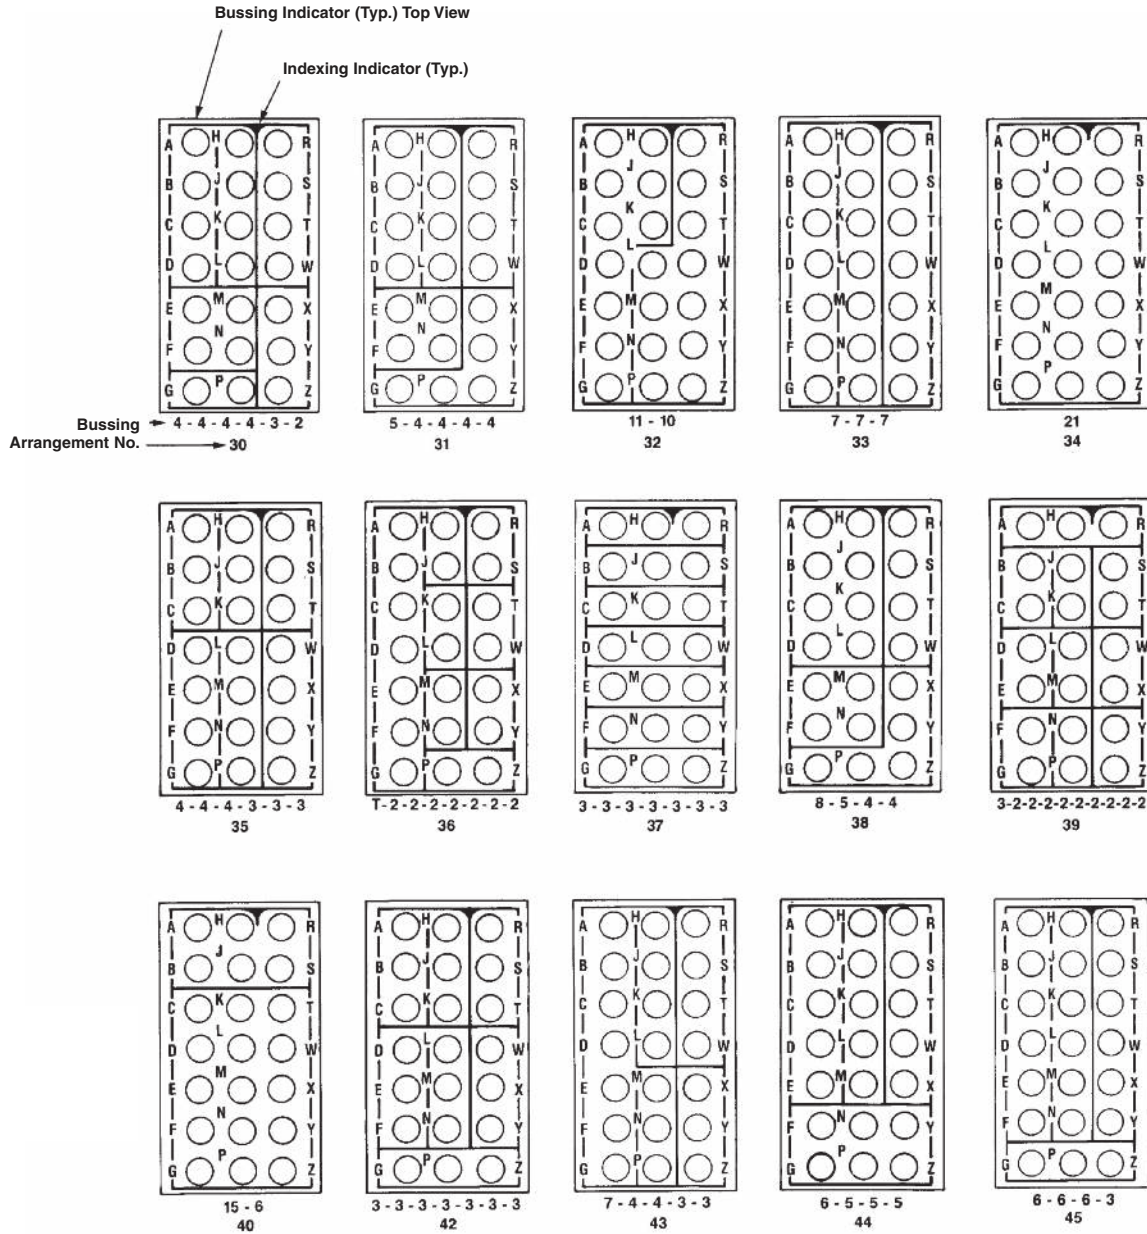 Bussing Indicator (Typ.) Top View
Indexing Indicator (Typ.)
A H R
B J S
C K T
D L W
E M X
F N Y
G P Z
Bussing 4 - 4 - 4 - 4 - 3 - 2
Arrangement No. 30
A H R
B J S
C K T
D L W
E M X
F N Y
G P Z
5 - 4 - 4 - 4 - 4
31
A H R
B J S
C K T
D L W
E M X
F N Y
G P Z
11 - 10
32
A H R
B J S
C K T
D L W
E M X
F N Y
G P Z
7 - 7 - 7
33
A H R
B J S
C K T
D L W
E M X
F N Y
G P Z
21
34
A H R
B J S
C K T
D L W
E M X
F N Y
G P Z
4 - 4 - 4 - 3 - 3 - 3
35
A H R
B J S
C K T
D L W
E M X
F N Y
G P Z
T-2-2-2-2-2-2-2
36
A H R
B J S
C K T
D L W
E M X
F N Y
G P Z
3 - 3 - 3 - 3 - 3 - 3 - 3
37
A H R
B J S
C K T
D L W
E M X
F N Y
G P Z
8 - 5 - 4 - 4
38
A H R
B J S
C K T
D L W
E M X
F N Y
G P Z
3-2-2-2-2-2-2-2-2-2
39
A H R
B J S
C K T
D L W
E M X
F N Y
G P Z
15 - 6
40
A H R
B J S
C K T
D L W
E M X
F N Y
G P Z
3 - 3 - 3 - 3 - 3 - 3 - 3
42
A H R
B J S
C K T
D L W
E M X
F N Y
G P Z
7 - 4 - 4 - 3 - 3
43
A H R
B J S
C K T
D L W
E M X
F N Y
G P Z
6 - 5 - 5 - 5
44
A H R
B J S
C K T
D L W
E M X
F N Y
G P Z
6 - 6 - 6 - 3
45